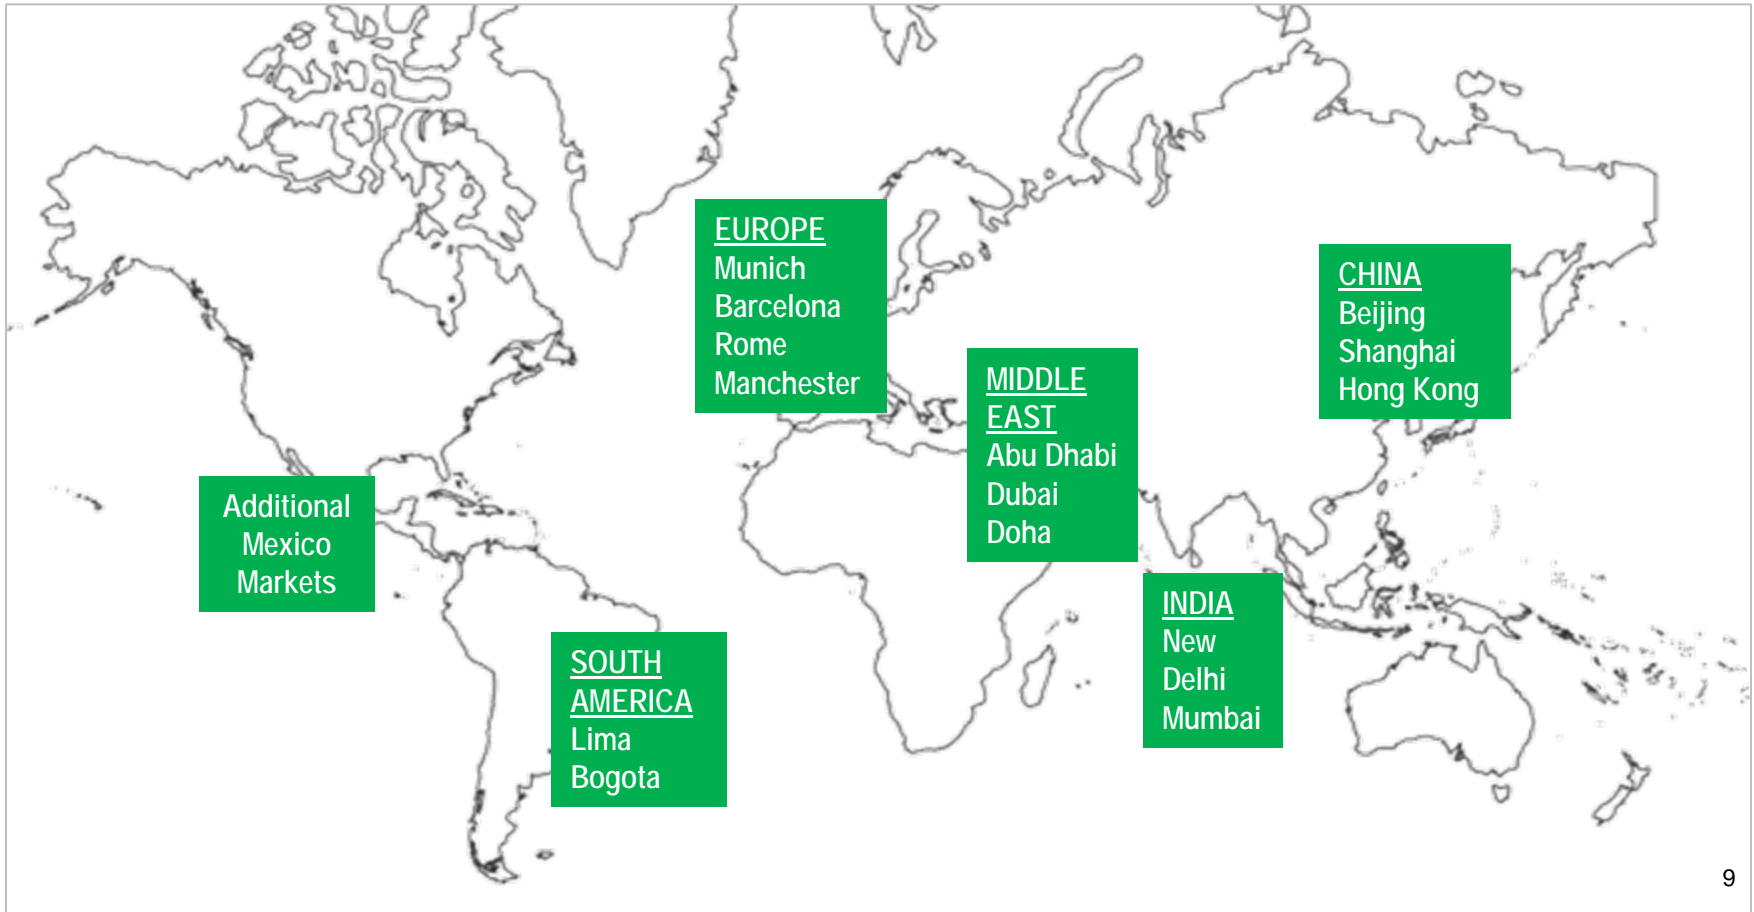 EUROPE
Munich
Barcelona
Rome
Manchester
CHINA
Beijing
Shanghai
Hong Kong
MIDDLE
EAST
Abu Dhabi
Dubai
Doha
Additional
Mexico
Markets
INDIA
New
Delhi
Mumbai
SOUTH
AMERICA
Lima
Bogota
9